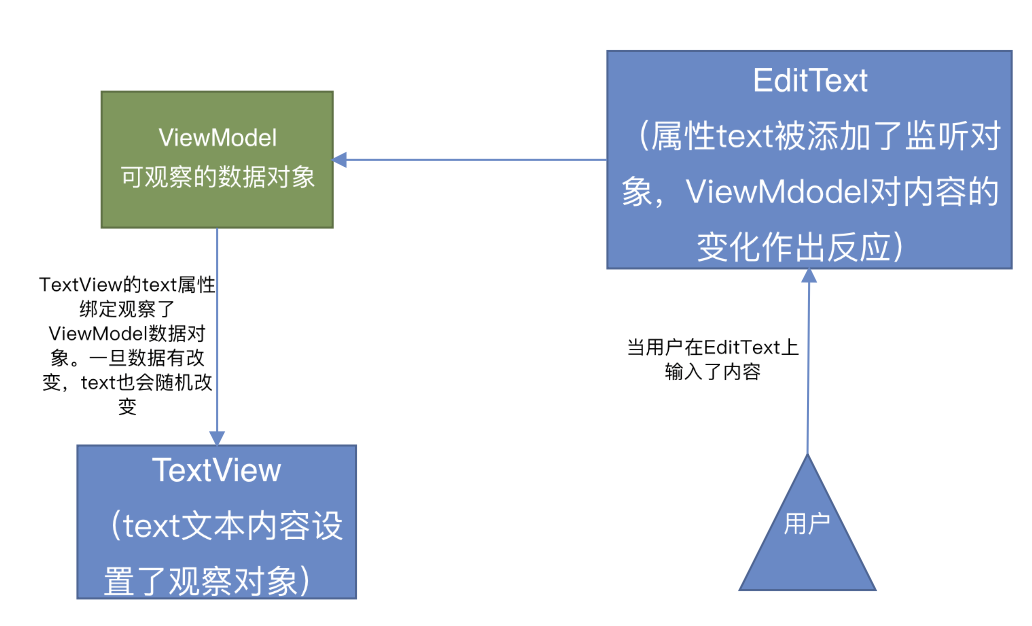 ViewModel
可观察的数据对象
EditText
（属性text被添加了监听对
象，ViewMdodel对内容的
变化作出反应）
TextView的text属性
绑定观察了
ViewModel数据对
象。一旦数据有改
变，text也会随机改
变
当用户在EditText上
输入了内容
TextView
（text文本内容设
置了观察对象）
用户